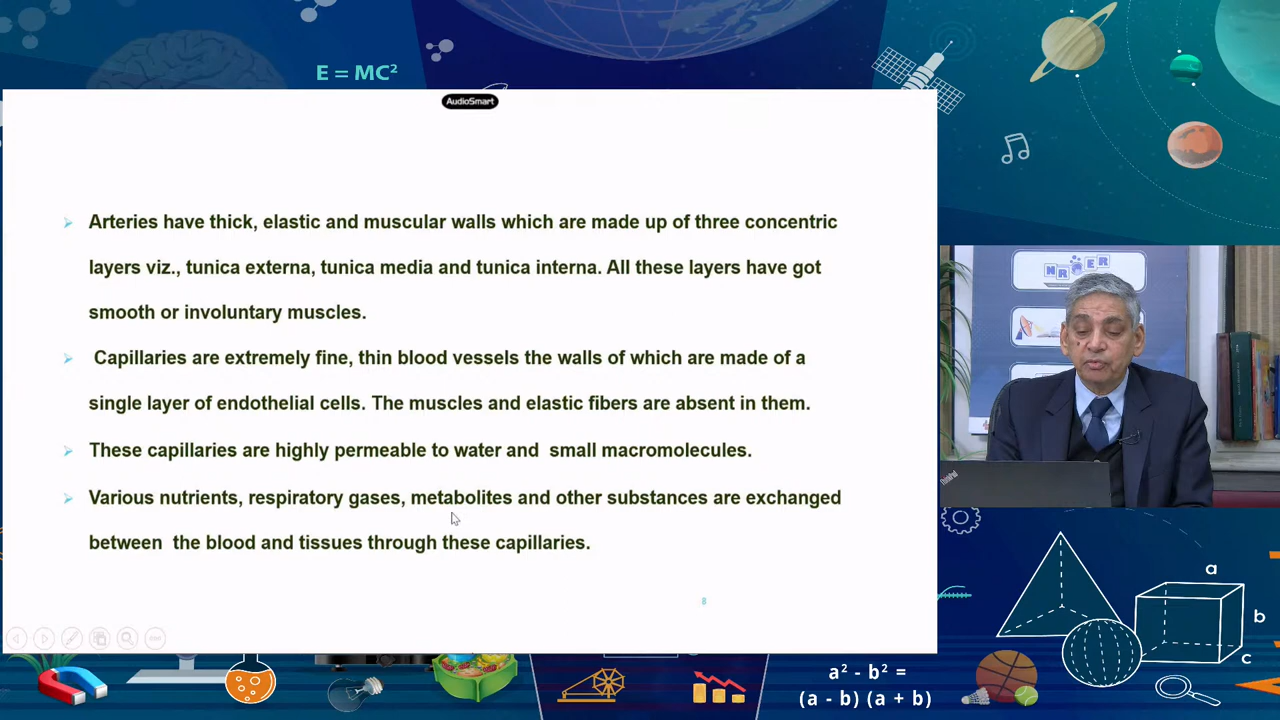 E = MC²
AudioSmart
Arteries have thick, elastic and muscular walls which are made up of three concentric
layers viz., tunica externa, tunica media and tunica interna. All these layers have got
smooth or involuntary muscles.
Capillaries are extremely fine, thin blood vessels the walls of which are made of a
single layer of endothelial cells. The muscles and elastic fibers are absent in them.
These capillaries are highly permeable to water and small macromolecules.
Various nutrients, respiratory gases, metabolites and other substances are exchanged
between the blood and tissues through these capillaries.
8
ThinkPad
a
b
c
a² - b² =
(a - b) (a + b)